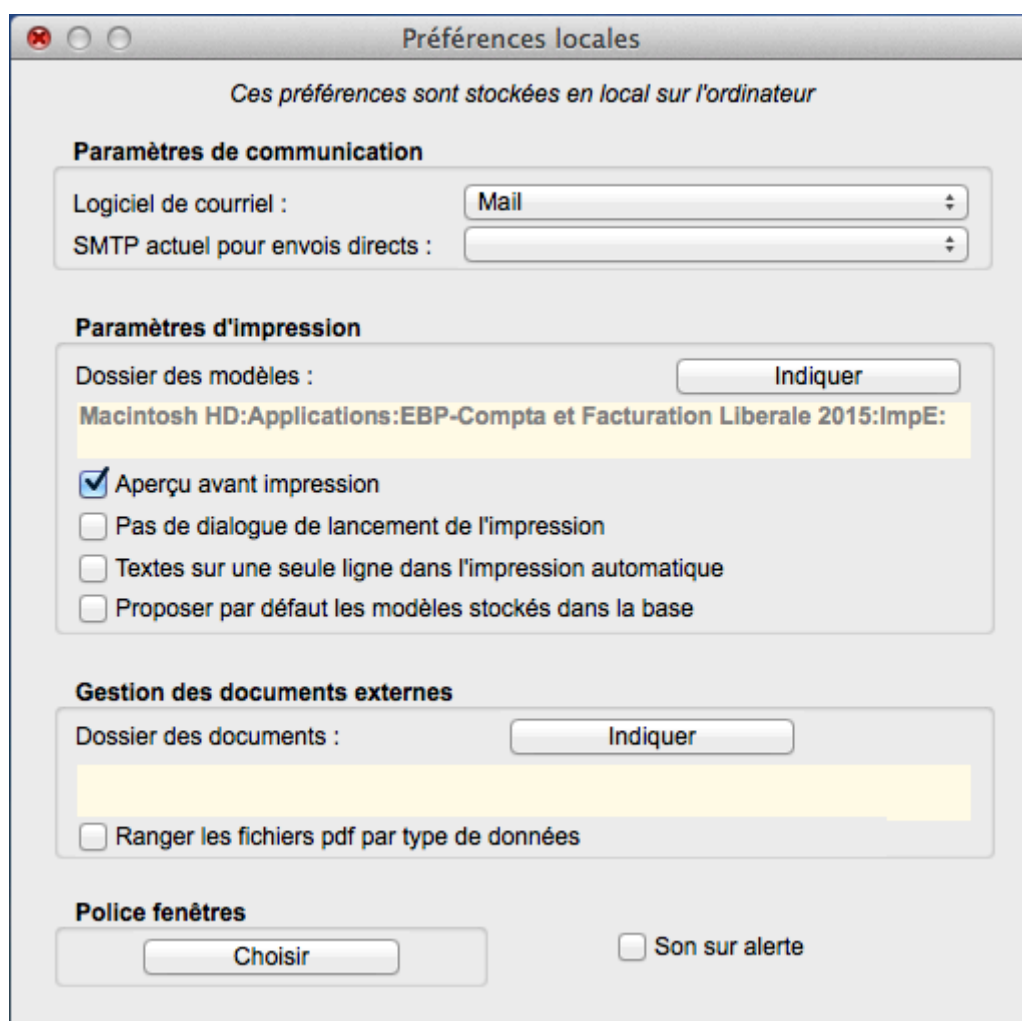 Préférences locales
Ces préférences sont stockées en local sur l'ordinateur
Paramètres de communication
Logiciel de courriel : Mail
SMTP actuel pour envois directs :
Paramètres d'impression
Dossier des modèles : Indiquer
Macintosh HD:Applications:EBP-Compta et Facturation Liberale 2015:ImpE:
Aperçu avant impression
Pas de dialogue de lancement de l'impression
Textes sur une seule ligne dans l'impression automatique
Proposer par défaut les modèles stockés dans la base
Gestion des documents externes
Dossier des documents : Indiquer
Ranger les fichiers pdf par type de données
Police fenêtres
Choisir Son sur alerte